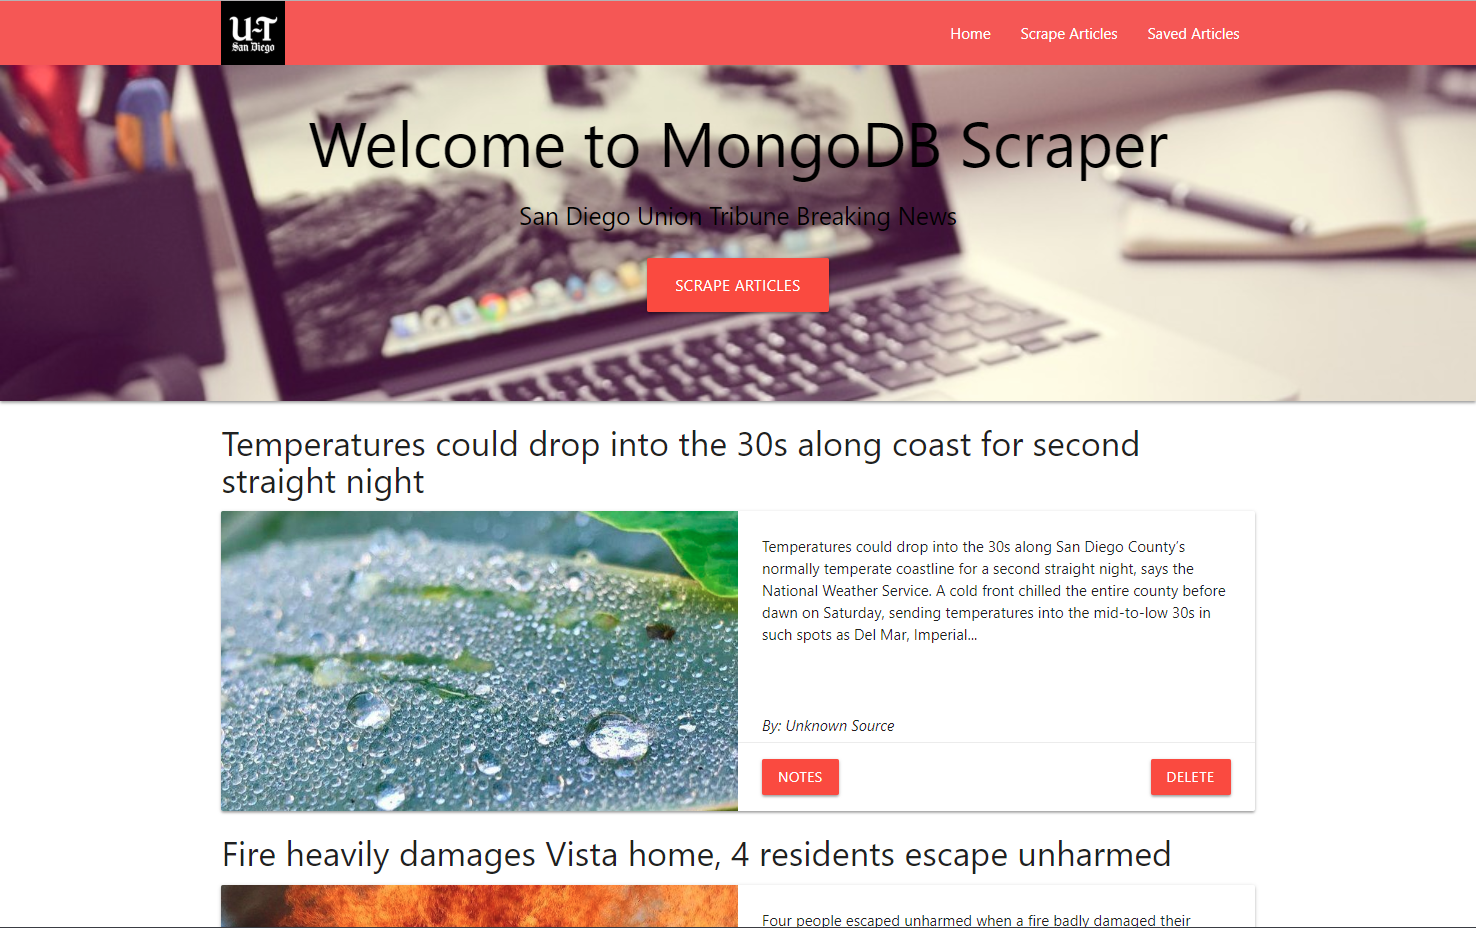 U-T
San Diego
Home
Scrape Articles
Saved Articles
Welcome to MongoDB Scraper
San Diego Union Tribune Breaking News
SCRAPE ARTICLES
Temperatures could drop into the 30s along coast for second
straight night
Temperatures could drop into the 30s along San Diego County’s
normally temperate coastline for a second straight night, says the
National Weather Service. A cold front chilled the entire county before
dawn on Saturday, sending temperatures into the mid-to-low 30s in
such spots as Del Mar, Imperial...
By: Unknown Source
NOTES
DELETE
Fire heavily damages Vista home, 4 residents escape unharmed
Four people escaped unharmed when a fire badly damaged their